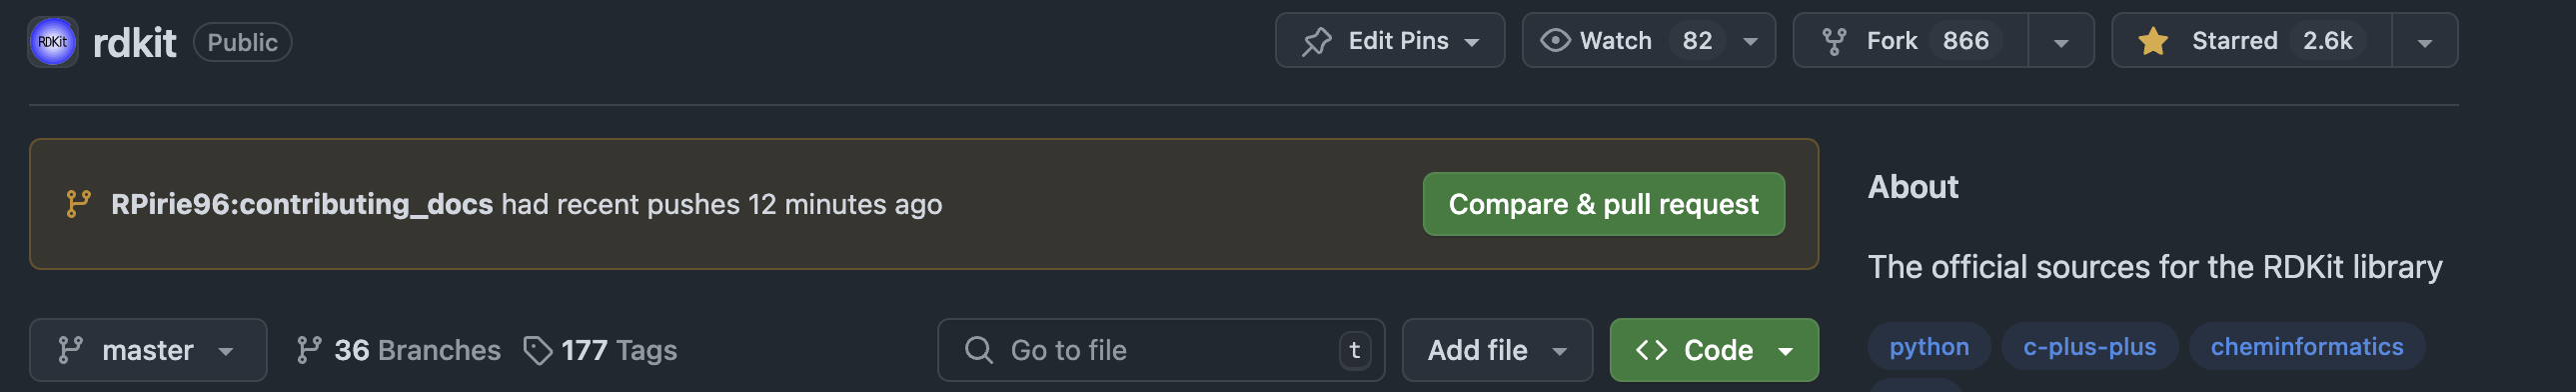 RDKit rdkit Public Edit Pins Watch 82 Fork 866 Starred 2.6k
RPirie96:contributing_docs had recent pushes 12 minutes ago Compare & pull request
About
The official sources for the RDKit library
master 36 Branches 177 Tags Go to file t Add file <> Code
python c-plus-plus cheminformatics